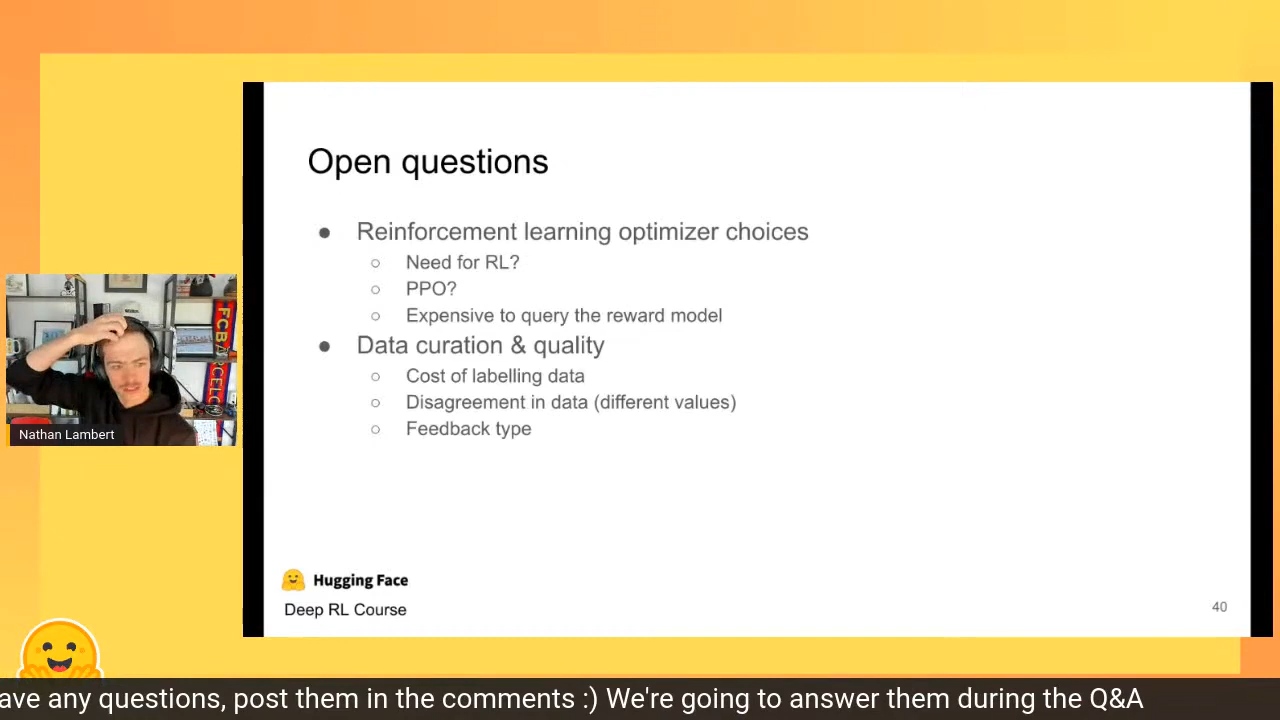 Open questions
● Reinforcement learning optimizer choices
○ Need for RL?
○ PPO?
○ Expensive to query the reward model
● Data curation & quality
○ Cost of labelling data
○ Disagreement in data (different values)
○ Feedback type
Hugging Face
Deep RL Course
40
Nathan Lambert
ave any questions, post them in the comments :) We're going to answer them during the Q&A